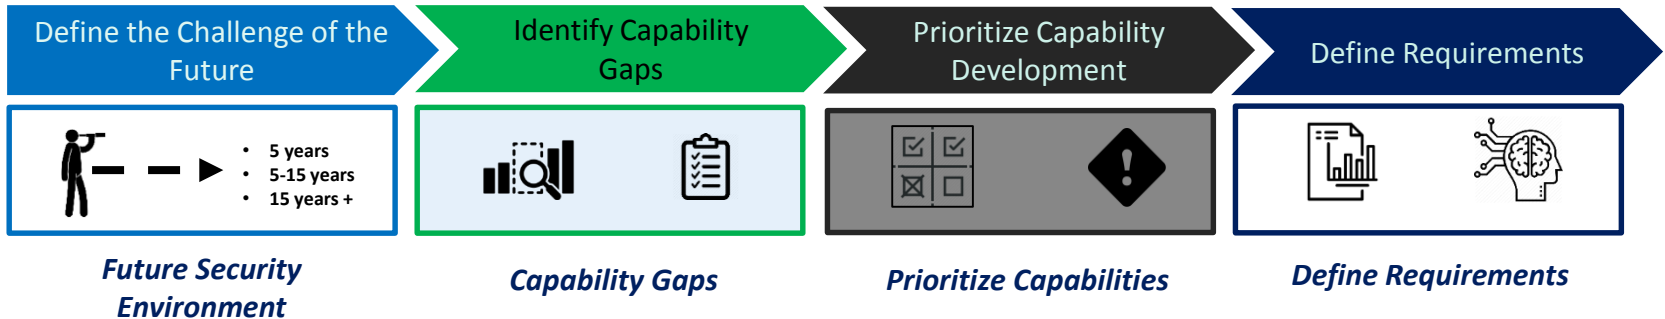 Define the Challenge of the
Future
Identify Capability
Gaps
Prioritize Capability
Development
Define Requirements
• 5 years
• 5-15 years
• 15 years +
Future Security
Environment
Capability Gaps
Prioritize Capabilities
Define Requirements